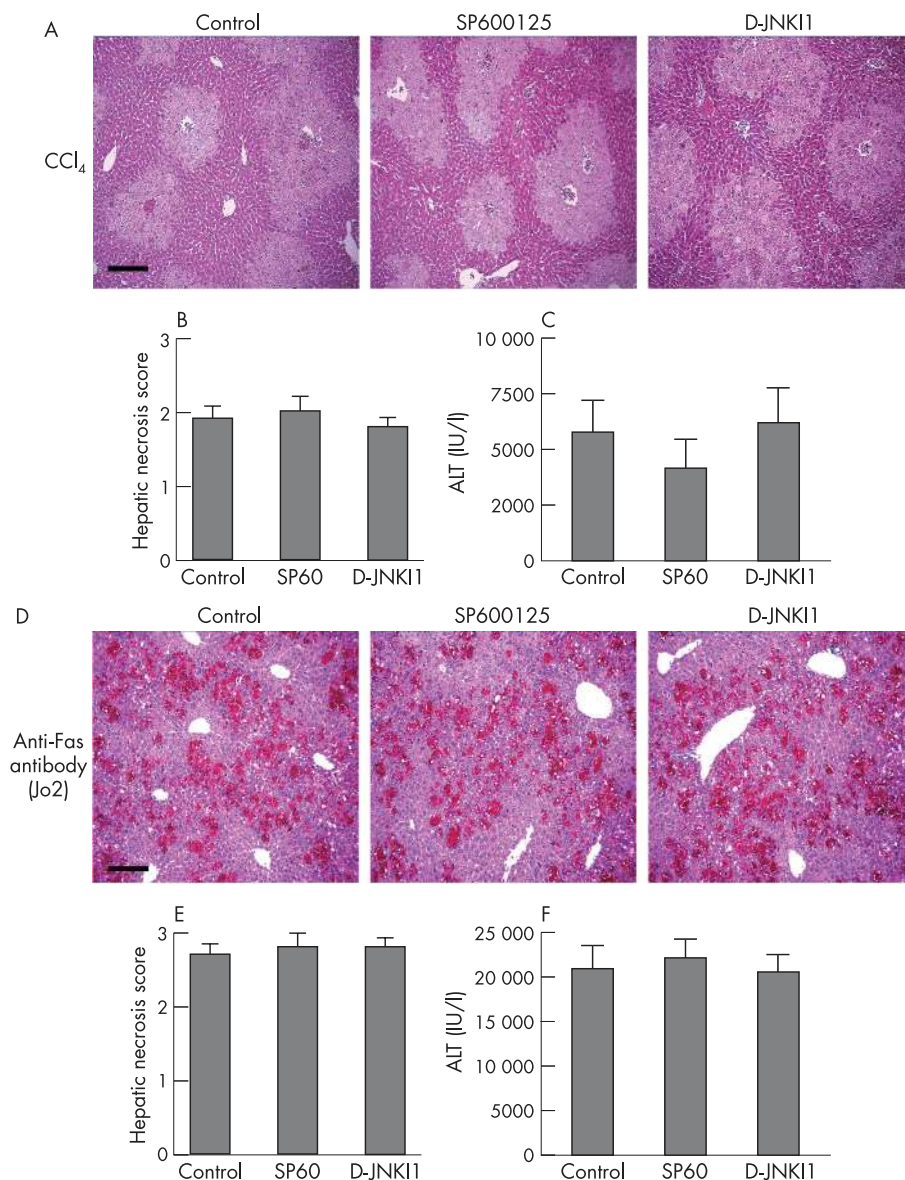 A
Control
SP600125
D-JNKI1
CCl₄
B
3
2
1
0
Hepatic necrosis score
Control
SP60
D-JNKI1
C
10 000
7500
5000
2000
0
ALT (IU/l)
Control
SP60
D-JNKI1
D
Control
SP600125
D-JNKI1
Anti-Fas
antibody
(Jo2)
E
3
2
1
0
Hepatic necrosis score
Control
SP60
D-JNKI1
F
25 000
20 000
15 000
10 000
5000
0
ALT (IU/l)
Control
SP60
D-JNKI1